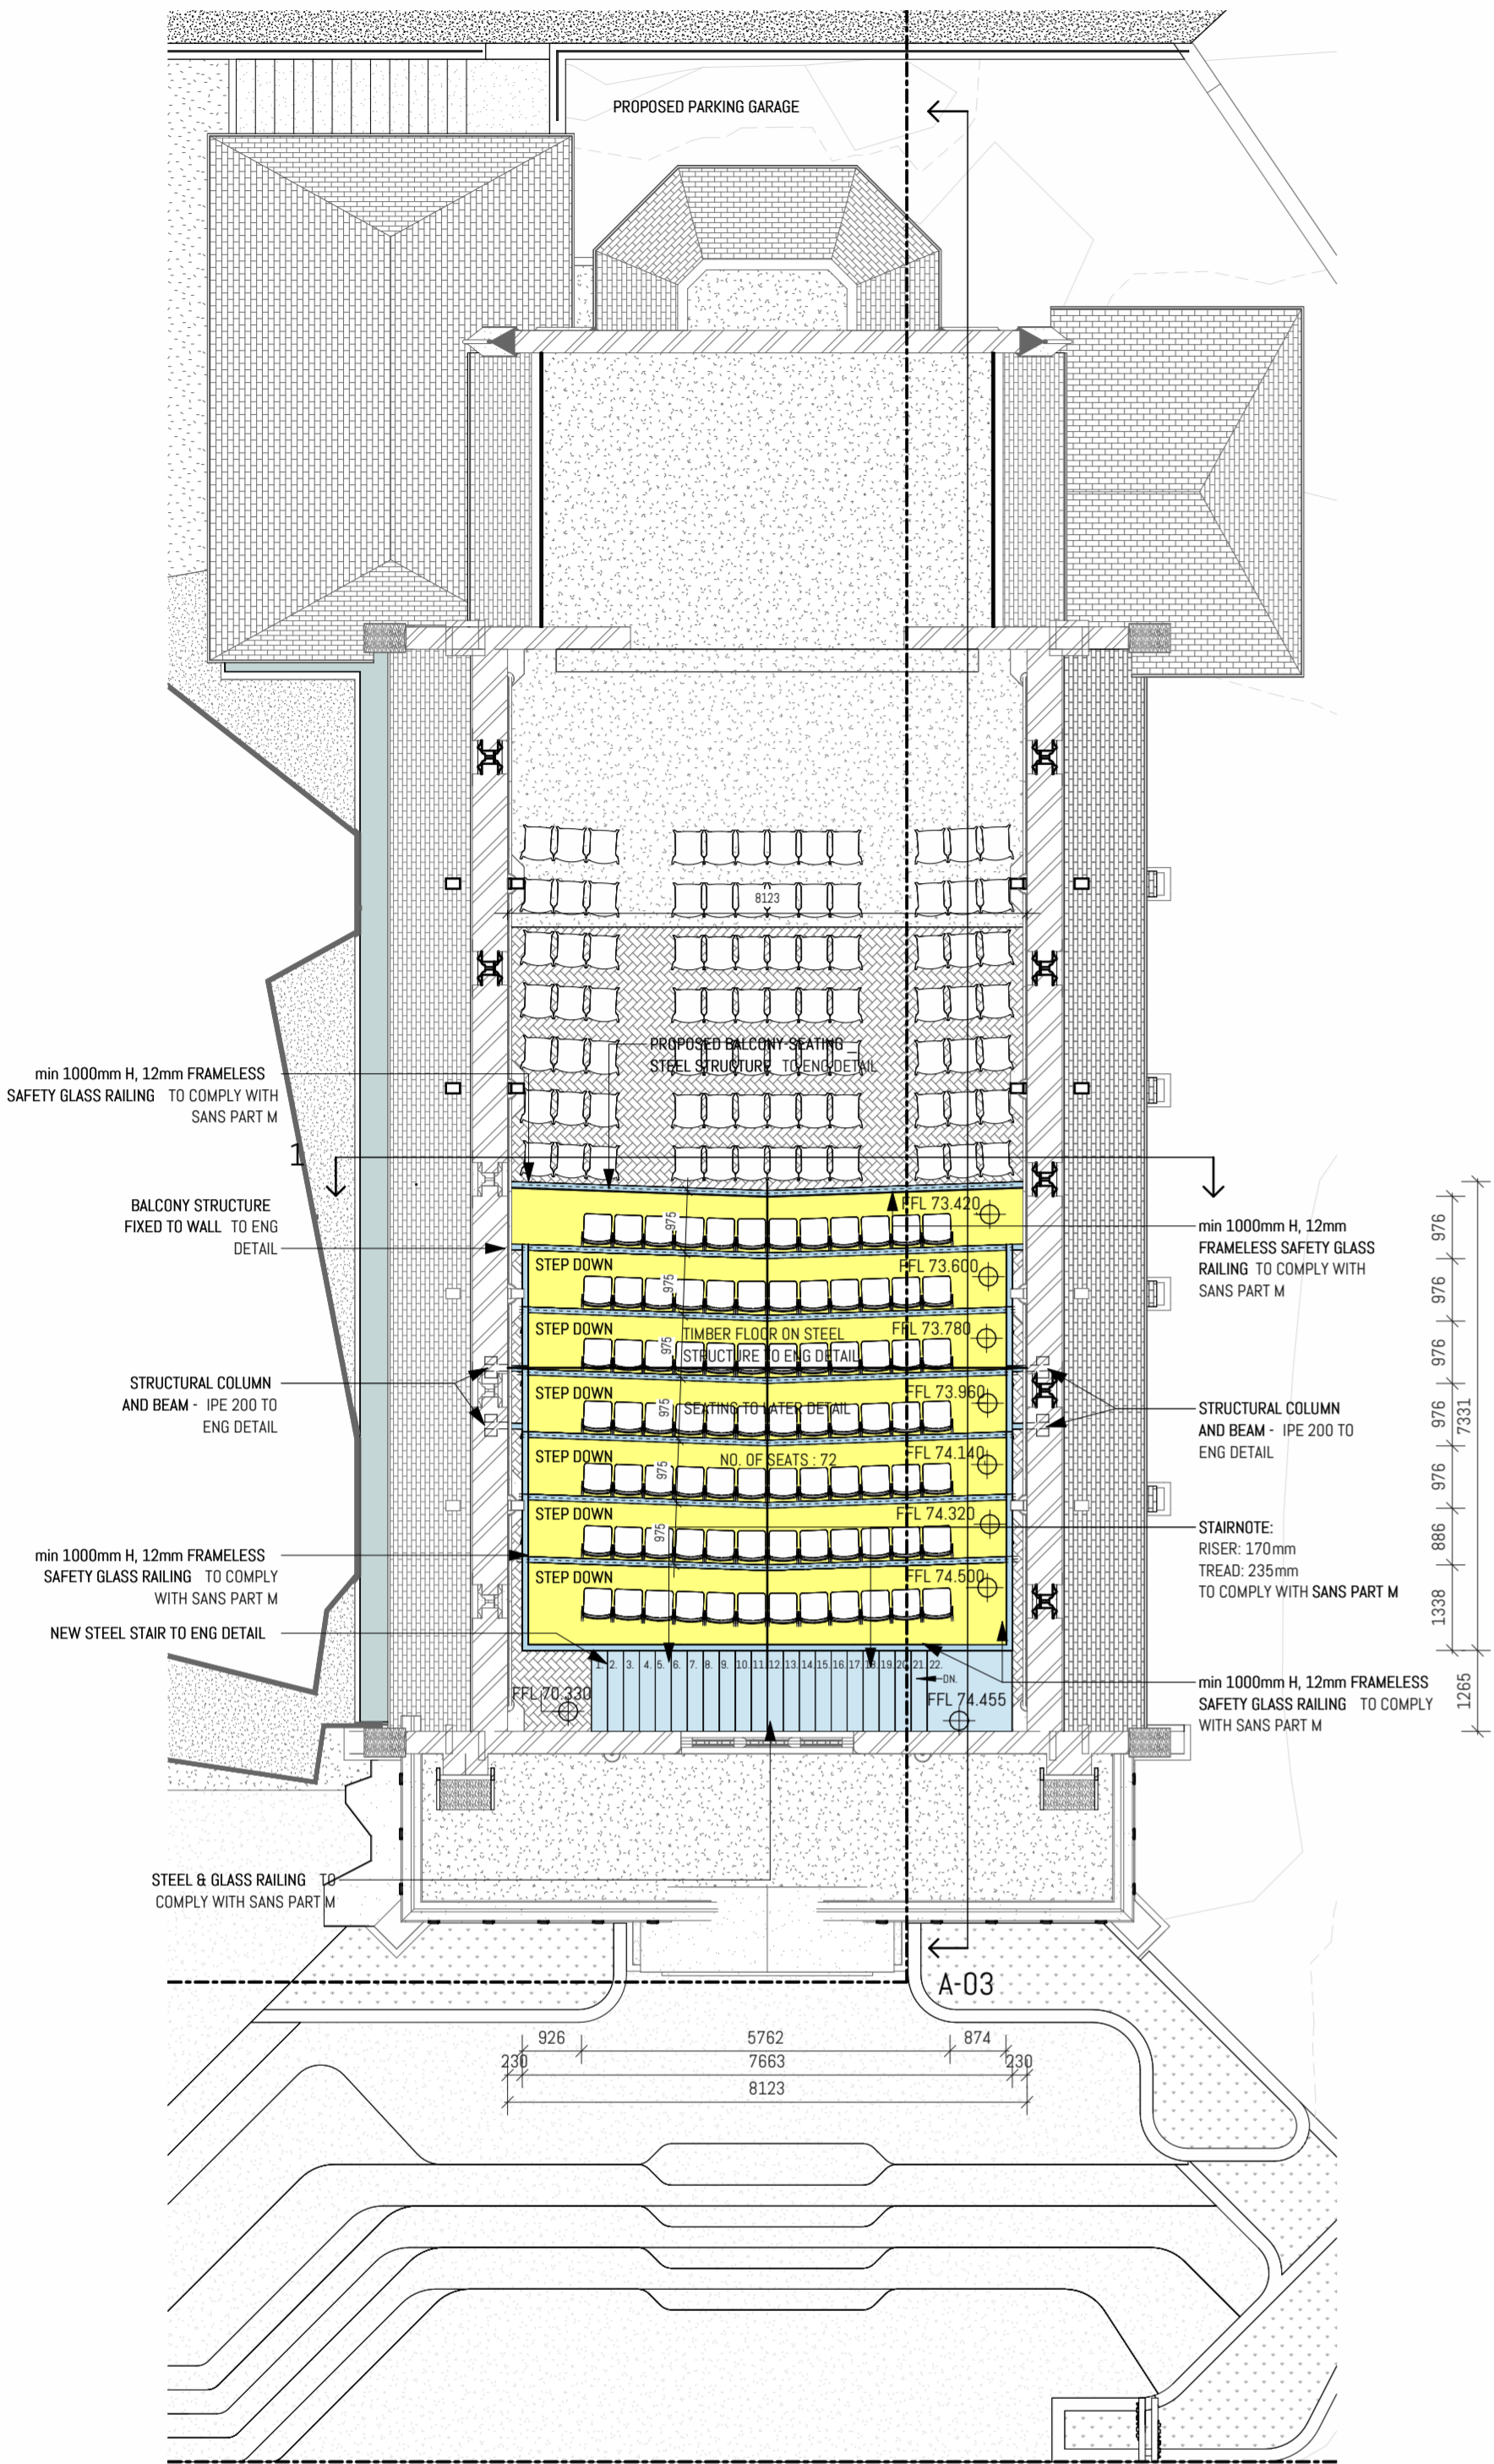 PROPOSED PARKING GARAGE
8123
PROPOSED BALCONY-SEATING _
STEEL STRUCTURE TO ENG DETAIL
min 1000mm H, 12mm FRAMELESS
SAFETY GLASS RAILING TO COMPLY WITH
SANS PART M
1
BALCONY STRUCTURE
FIXED TO WALL TO ENG
DETAIL
STRUCTURAL COLUMN
AND BEAM - IPE 200 TO
ENG DETAIL
min 1000mm H, 12mm FRAMELESS
SAFETY GLASS RAILING TO COMPLY
WITH SANS PART M
NEW STEEL STAIR TO ENG DETAIL
STEEL & GLASS RAILING TO
COMPLY WITH SANS PART M
FFL 73.420
975
STEP DOWN
FFL 73.600
975
STEP DOWN
FFL 73.780
TIMBER FLOOR ON STEEL
975
STRUCTURE TO ENG DETAIL
STEP DOWN
FFL 73.960
975
SEATING TO LATER DETAIL
STEP DOWN
FFL 74.140
NO. OF SEATS : 72
975
STEP DOWN
FFL 74.320
975
STEP DOWN
FFL 74.500
1. 2. 3. 4. 5. 6. 7. 8. 9. 10. 11. 12. 13. 14. 15. 16. 17. 18. 19. 20. 21. 22.
DN.
FFL 70.330
FFL 74.455
min 1000mm H, 12mm
FRAMELESS SAFETY GLASS
RAILING TO COMPLY WITH
SANS PART M
STRUCTURAL COLUMN
AND BEAM - IPE 200 TO
ENG DETAIL
STAIRNOTE:
RISER: 170mm
TREAD: 235mm
TO COMPLY WITH SANS PART M
min 1000mm H, 12mm FRAMELESS
SAFETY GLASS RAILING TO COMPLY
WITH SANS PART M
976
976
976
976
976
886
1338
7331
1265
A-03
926 5762 874
230 7663 230
8123